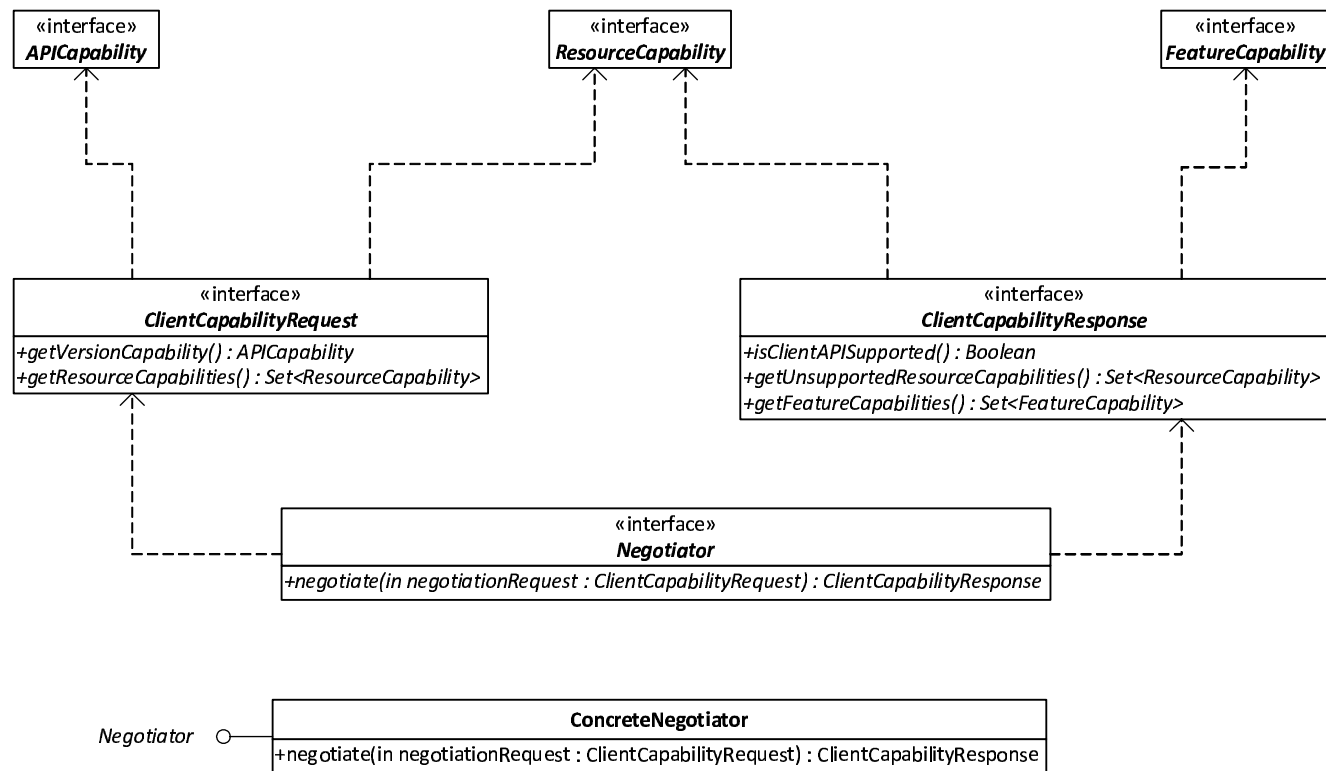 «interface»
APICapability
«interface»
ResourceCapability
«interface»
FeatureCapability
«interface»
ClientCapabilityRequest
+getVersionCapability() : APICapability
+getResourceCapabilities() : Set<ResourceCapability>
«interface»
ClientCapabilityResponse
+isClientAPISupported() : Boolean
+getUnsupportedResourceCapabilities() : Set<ResourceCapability>
+getFeatureCapabilities() : Set<FeatureCapability>
«interface»
Negotiator
+negotiate(in negotiationRequest : ClientCapabilityRequest) : ClientCapabilityResponse
Negotiator
ConcreteNegotiator
+negotiate(in negotiationRequest : ClientCapabilityRequest) : ClientCapabilityResponse